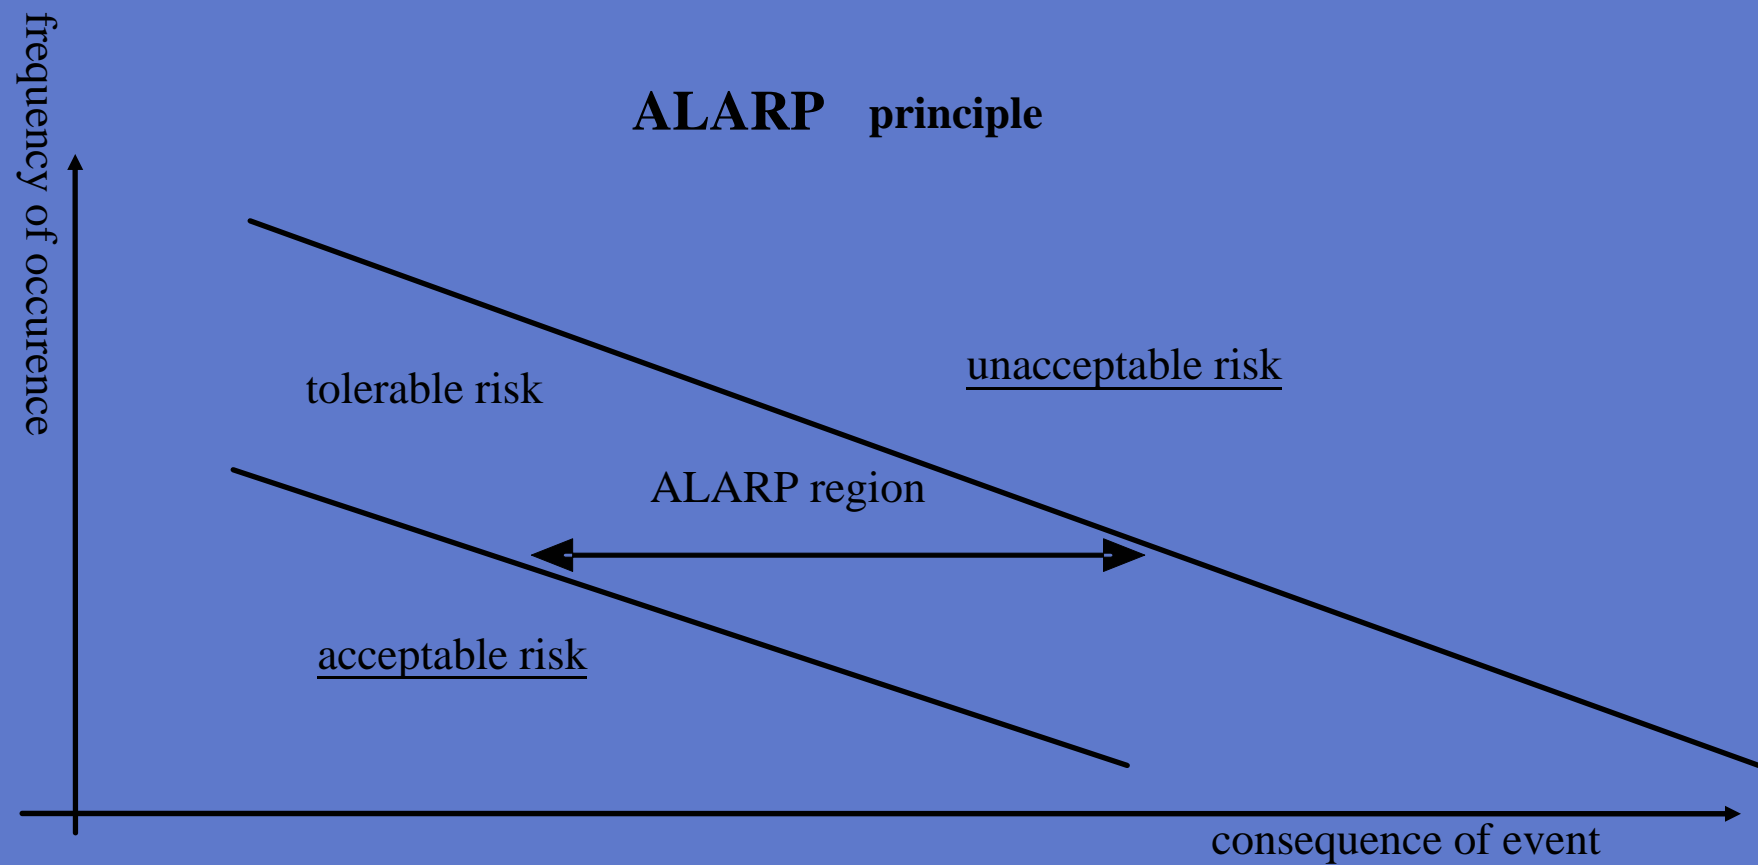 frequency of occurence
ALARP principle
unacceptable risk
tolerable risk
ALARP region
acceptable risk
consequence of event